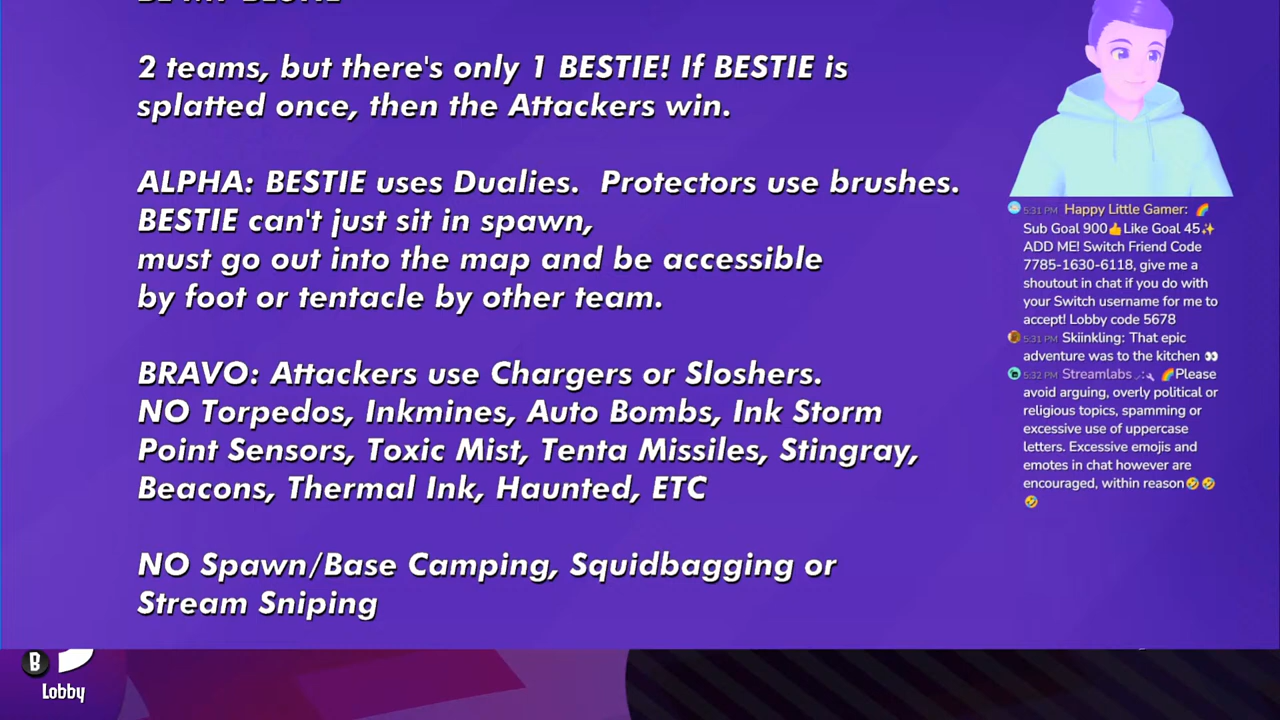 BE MY BESTIE
2 teams, but there's only 1 BESTIE! If BESTIE is
splatted once, then the Attackers win.
ALPHA: BESTIE uses Dualies.  Protectors use brushes.
BESTIE can't just sit in spawn,
must go out into the map and be accessible
by foot or tentacle by other team.
BRAVO: Attackers use Chargers or Sloshers.
NO Torpedos, Inkmines, Auto Bombs, Ink Storm
Point Sensors, Toxic Mist, Tenta Missiles, Stingray,
Beacons, Thermal Ink, Haunted, ETC
NO Spawn/Base Camping, Squidbagging or
Stream Sniping
5:31 PM Happy Little Gamer: 🌈
Sub Goal 900👍Like Goal 45✨
ADD ME! Switch Friend Code
7785-1630-6118, give me a
shoutout in chat if you do with
your Switch username for me to
accept! Lobby code 5678
5:31 PM Skiinkling: That epic
adventure was to the kitchen 👀
5:32 PM Streamlabs 🌈Please
avoid arguing, overly political or
religious topics, spamming or
excessive use of uppercase
letters. Excessive emojis and
emotes in chat however are
encouraged, within reason🤣🤣
🤣
B
Lobby